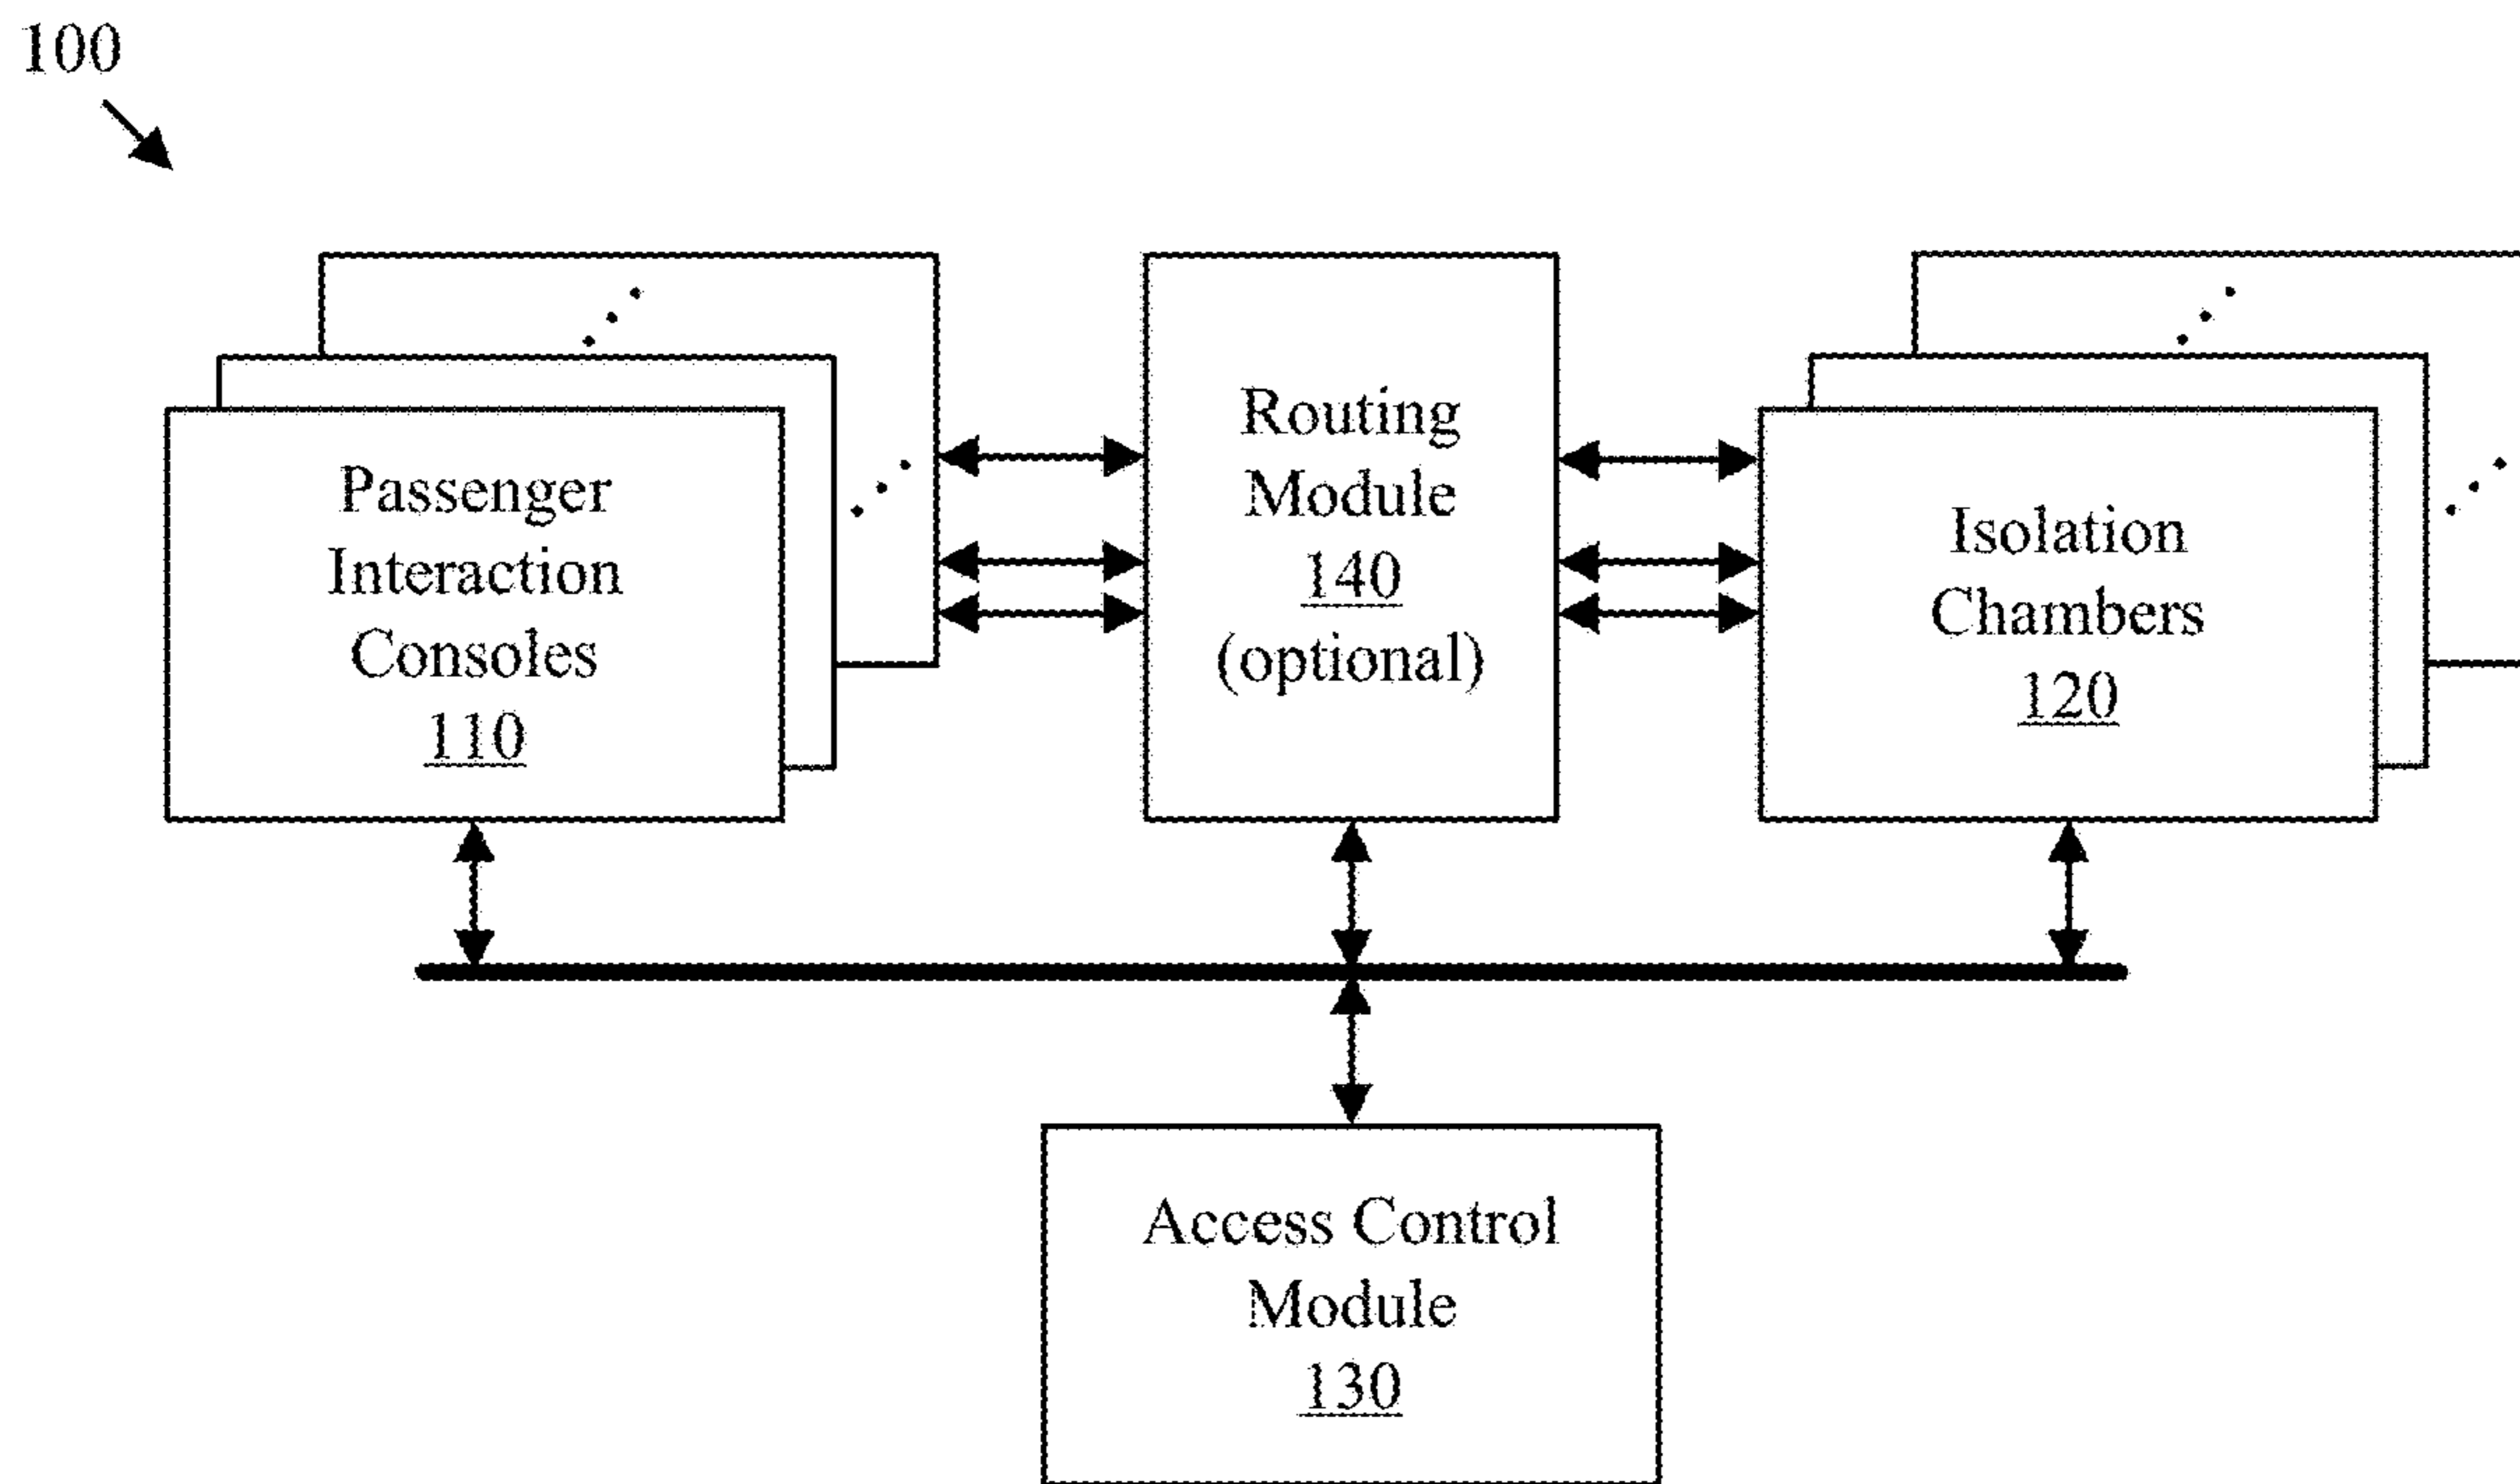 100
Passenger
Interaction
Consoles
110
Routing
Module
140
(optional)
Isolation
Chambers
120
Access Control
Module
130